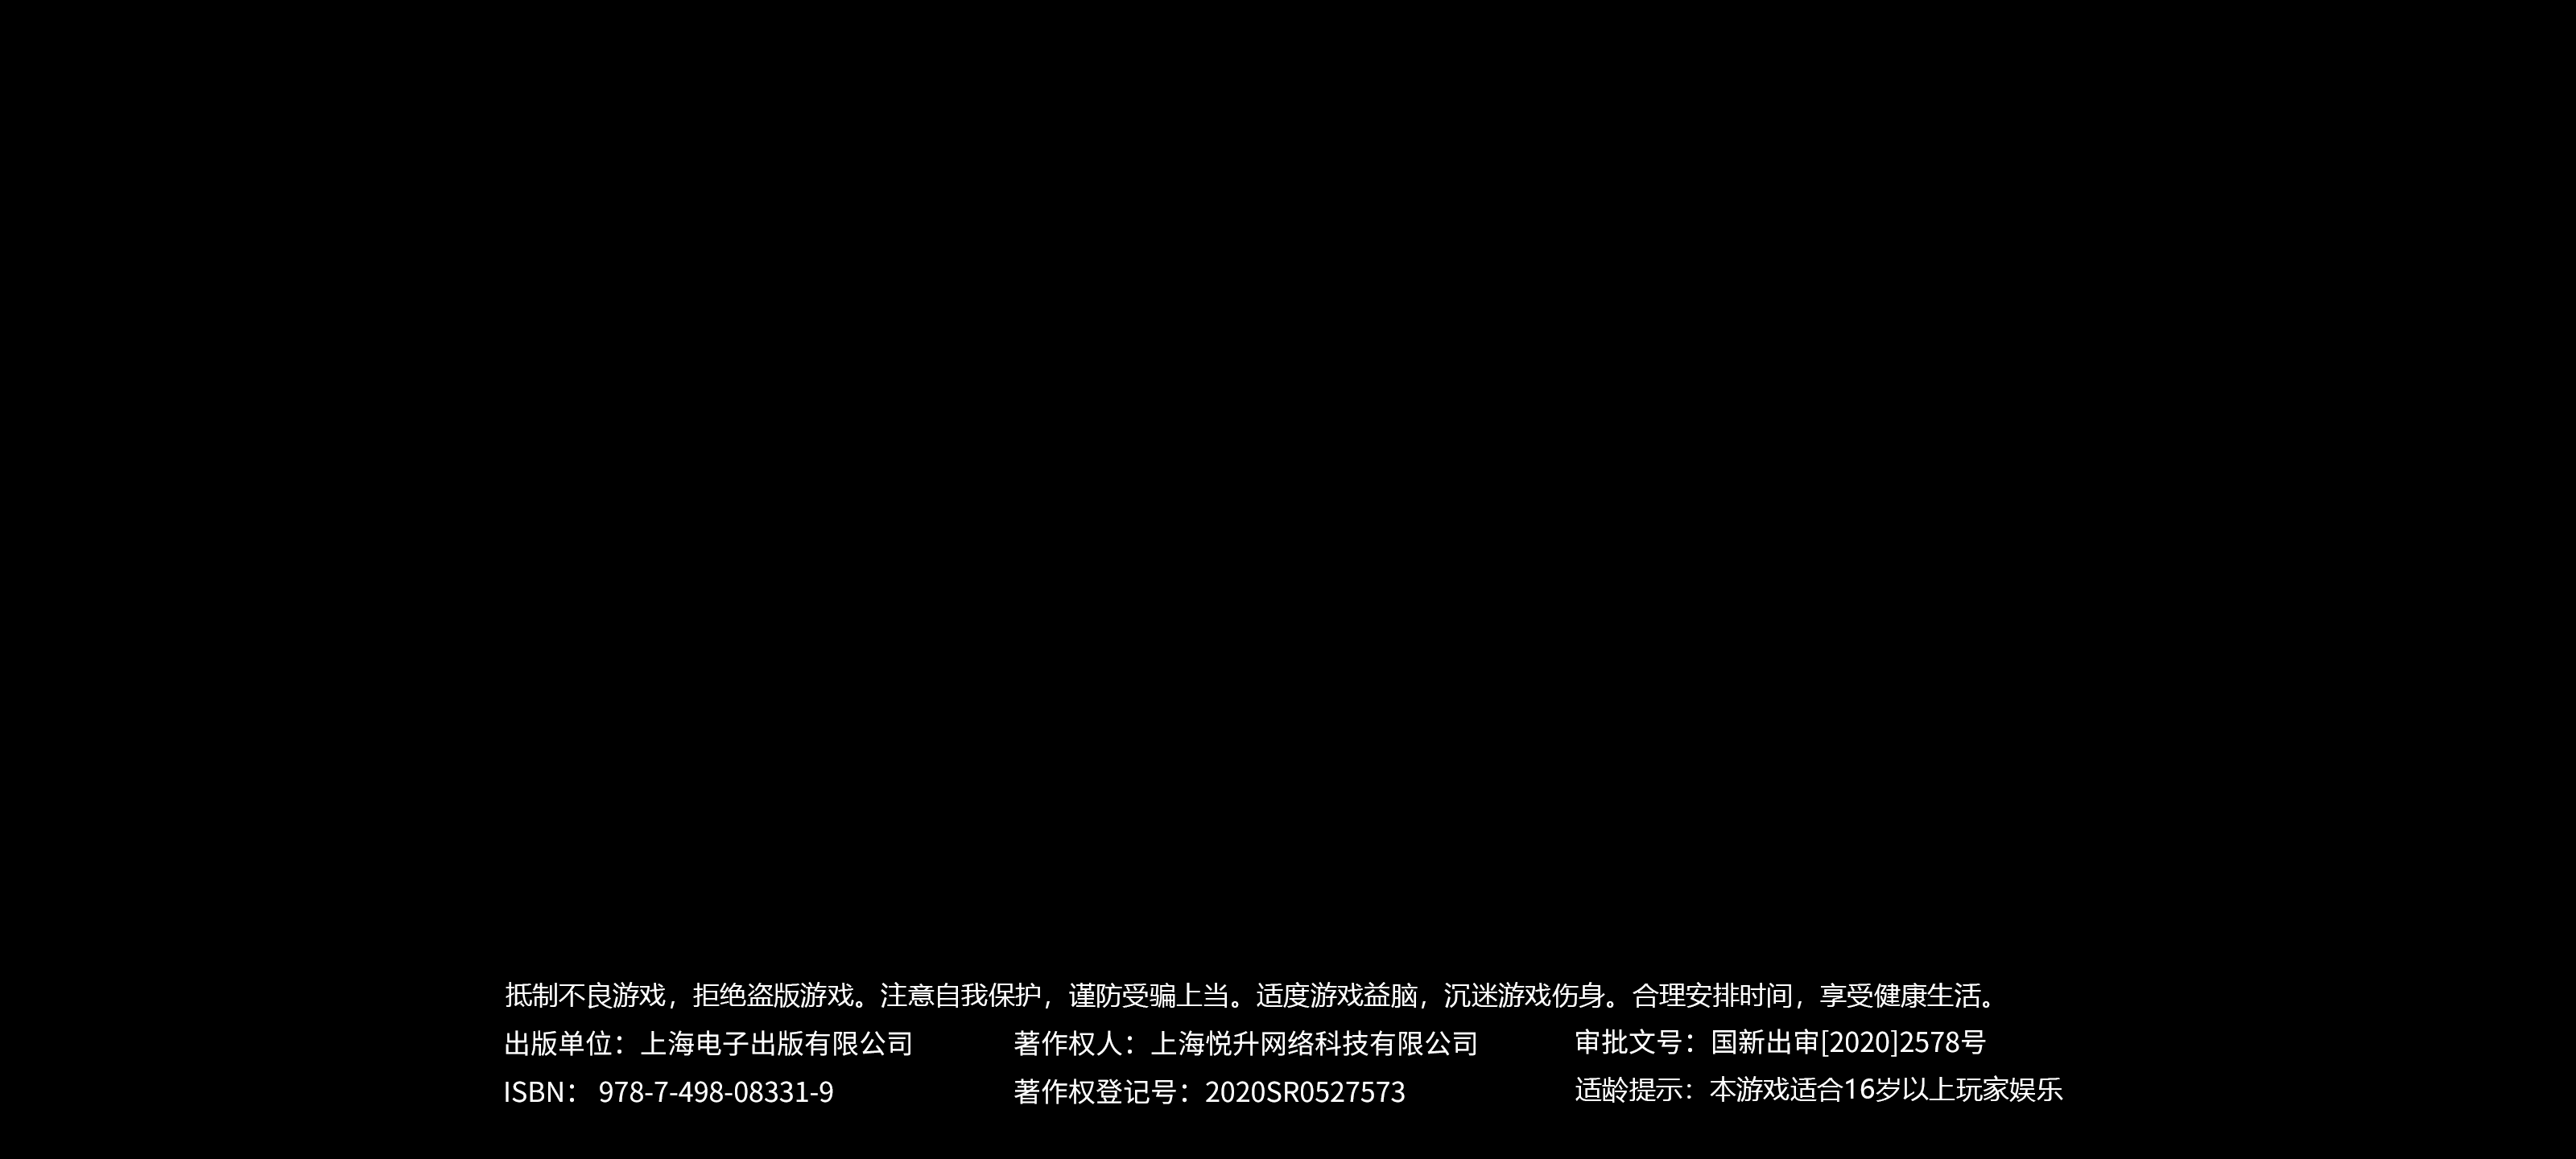 抵制不良游戏，拒绝盗版游戏。注意自我保护，谨防受骗上当。适度游戏益脑，沉迷游戏伤身。合理安排时间，享受健康生活。
出版单位：上海电子出版有限公司 著作权人：上海悦升网络科技有限公司 审批文号：国新出审[2020]2578号
ISBN： 978-7-498-08331-9 著作权登记号：2020SR0527573 适龄提示：本游戏适合16岁以上玩家娱乐